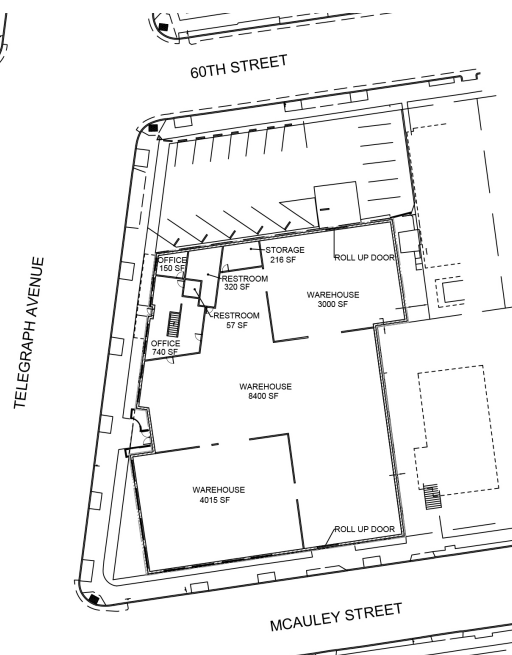 60TH STREET
TELEGRAPH AVENUE
OFFICE
150 SF
STORAGE
216 SF
ROLL UP DOOR
RESTROOM
320 SF
WAREHOUSE
3000 SF
RESTROOM
57 SF
OFFICE
740 SF
WAREHOUSE
8400 SF
WAREHOUSE
4015 SF
ROLL UP DOOR
MCAULEY STREET